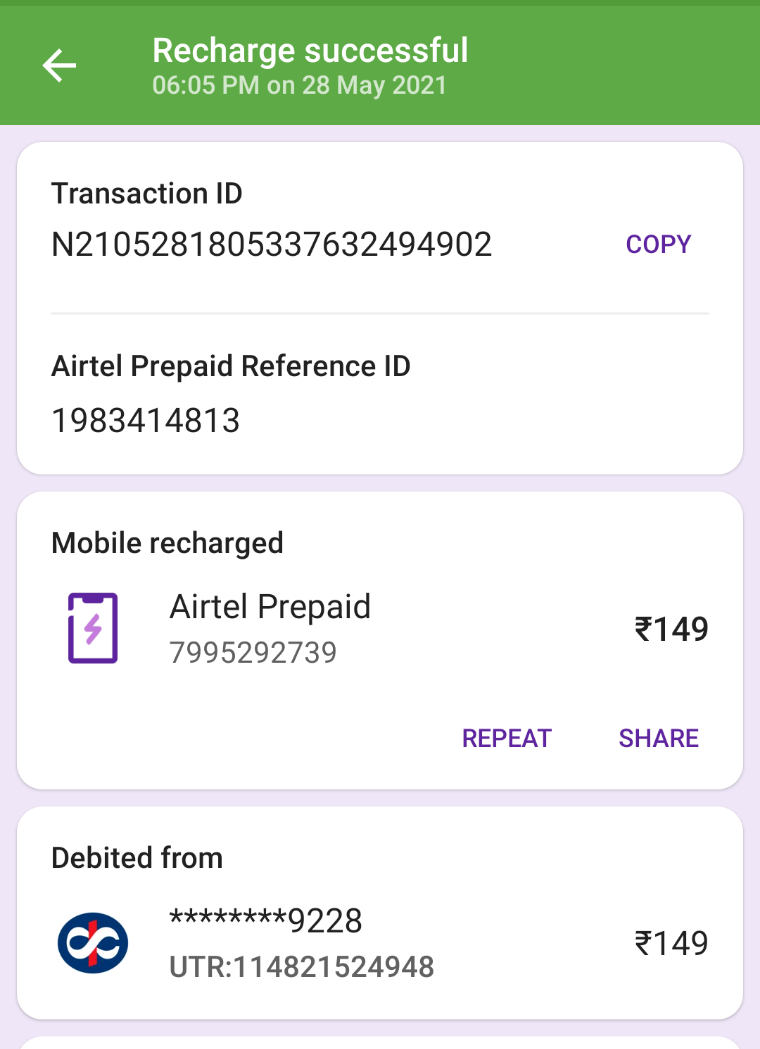 Recharge successful
06:05 PM on 28 May 2021
Transaction ID
N2105281805337632494902 COPY
Airtel Prepaid Reference ID
1983414813
Mobile recharged
Airtel Prepaid
7995292739
₹149
REPEAT SHARE
Debited from
********9228
UTR:114821524948
₹149